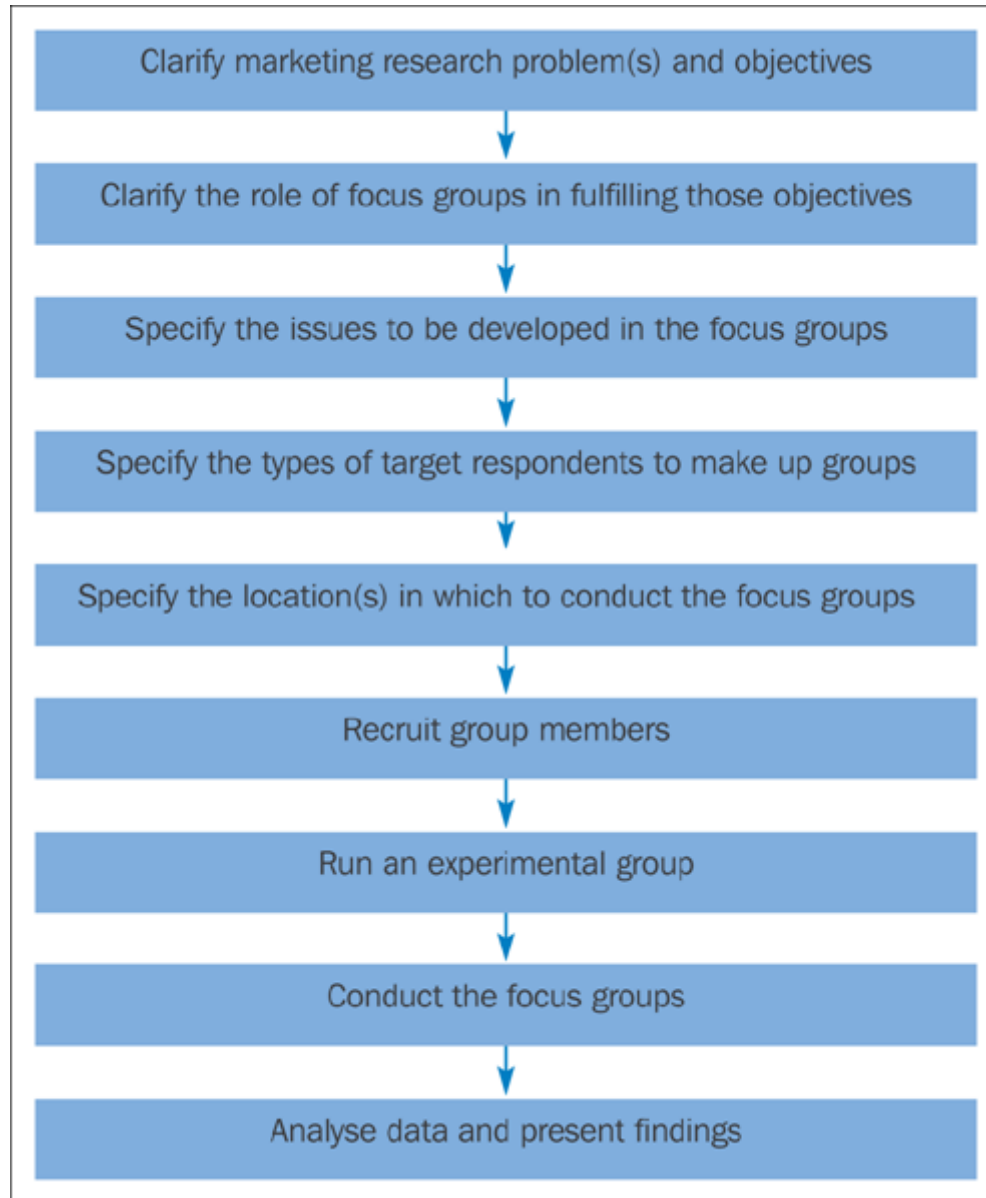 Clarify marketing research problem(s) and objectives
Clarify the role of focus groups in fulfilling those objectives
Specify the issues to be developed in the focus groups
Specify the types of target respondents to make up groups
Specify the location(s) in which to conduct the focus groups
Recruit group members
Run an experimental group
Conduct the focus groups
Analyse data and present findings